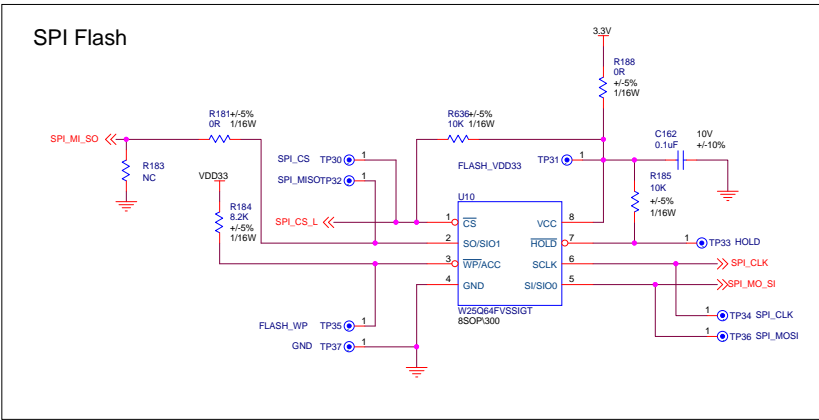 SPI Flash
3.3V
R188
0R
+/-5%
1/16W
R181 +/-5%
0R 1/16W
R636 +/-5%
10K 1/16W
C162 10V
0.1uF +/-10%
SPI_MI_SO
R183
NC
SPI_CS TP30 1
FLASH_VDD33 TP31 1
SPI_MISO TP32 1
VDD33
R185
10K
+/-5%
1/16W
R184
8.2K
+/-5%
1/16W
U10
SPI_CS_L
1 CS VCC 8
2 SO/SIO1 HOLD 7
1 TP33 HOLD
3 WP/ACC SCLK 6
SPI_CLK
4 GND SI/SIO0 5
SPI_MO_SI
W25Q64FVSSIGT
8SOP\300
1 TP34 SPI_CLK
FLASH_WP TP35 1
1 TP36 SPI_MOSI
GND TP37 1